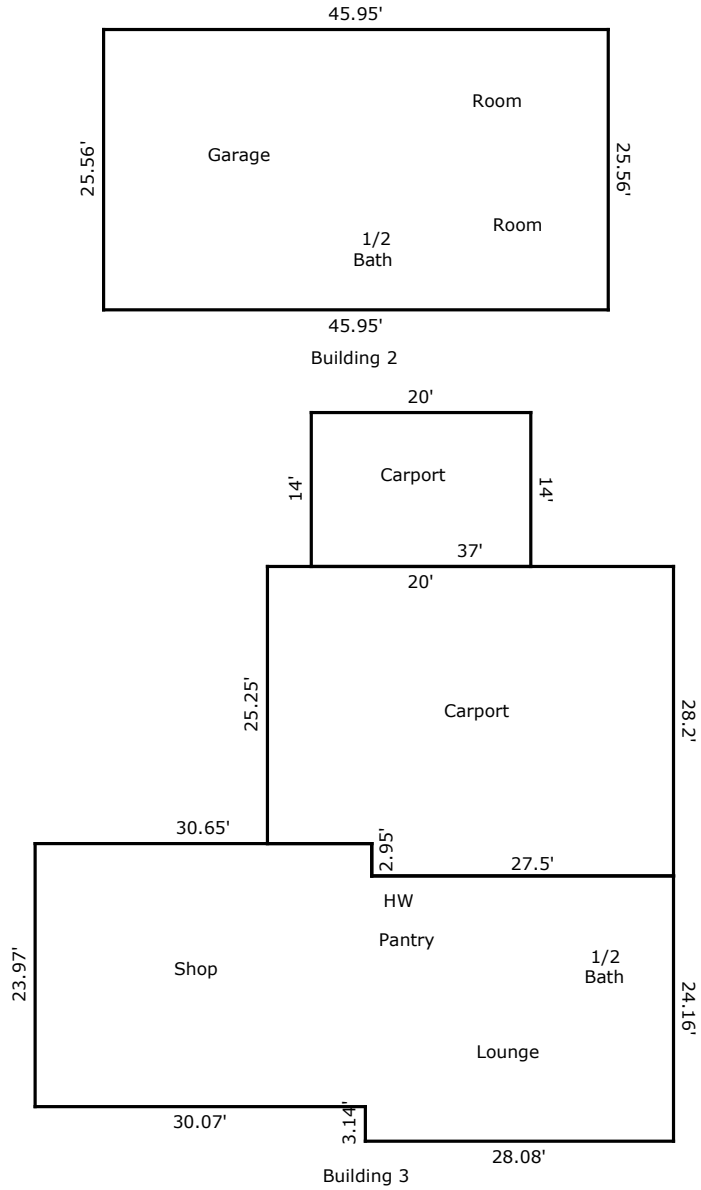 45.95'
Room
Garage
25.56'
25.56'
Room
1/2
Bath
45.95'
Building 2
20'
Carport
14'
14'
37'
20'
25.25'
Carport
28.2'
30.65'
2.95'
27.5'
HW
Pantry
1/2
Bath
Shop
23.97'
24.16'
Lounge
30.07'
3.14'
28.08'
Building 3